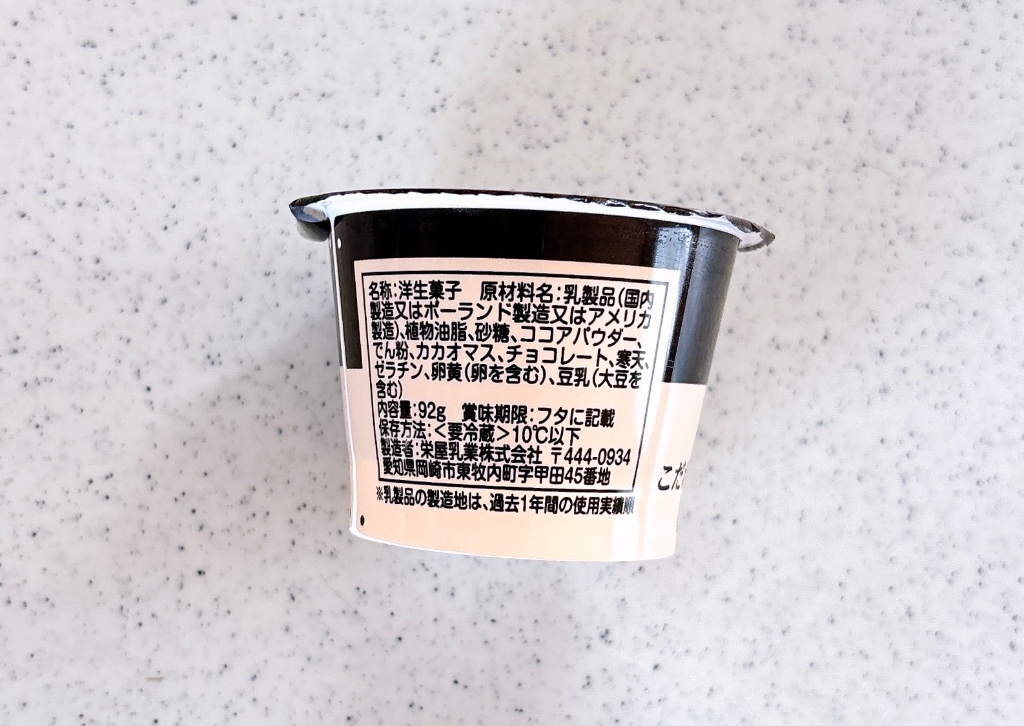 名称:洋生菓子　原材料名:乳製品(国内
製造又はポーランド製造又はアメリカ
製造)、植物油脂、砂糖、ココアパウダー、
でん粉、カカオマス、チョコレート、寒天、
ゼラチン、卵黄(卵を含む)、豆乳(大豆を
含む)
内容量:92g　賞味期限:フタに記載
保存方法:<要冷蔵>10℃以下
製造者:栄屋乳業株式会社 〒444-0934
愛知県岡崎市東牧内町字甲田45番地
※乳製品の製造地は、過去1年間の使用実績順
こだ